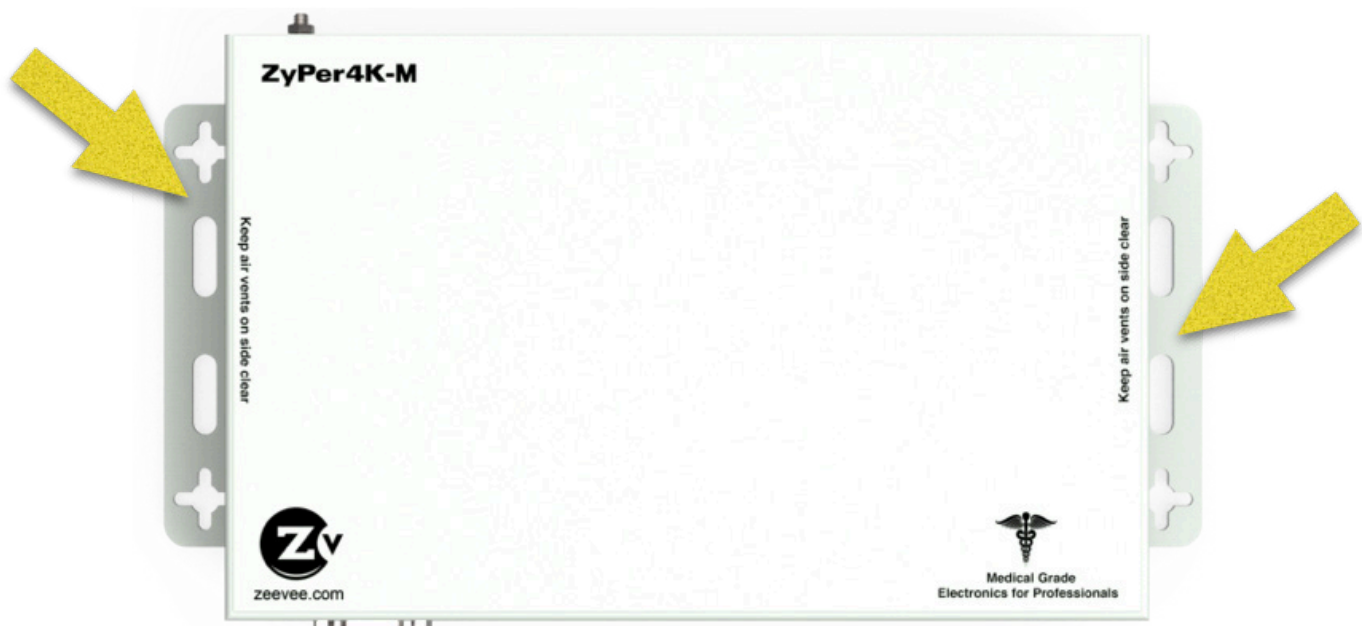 ZyPer4K-M
Keep air vents on side clear
Keep air vents on side clear
Zv
zeevee.com
Medical Grade
Electronics for Professionals